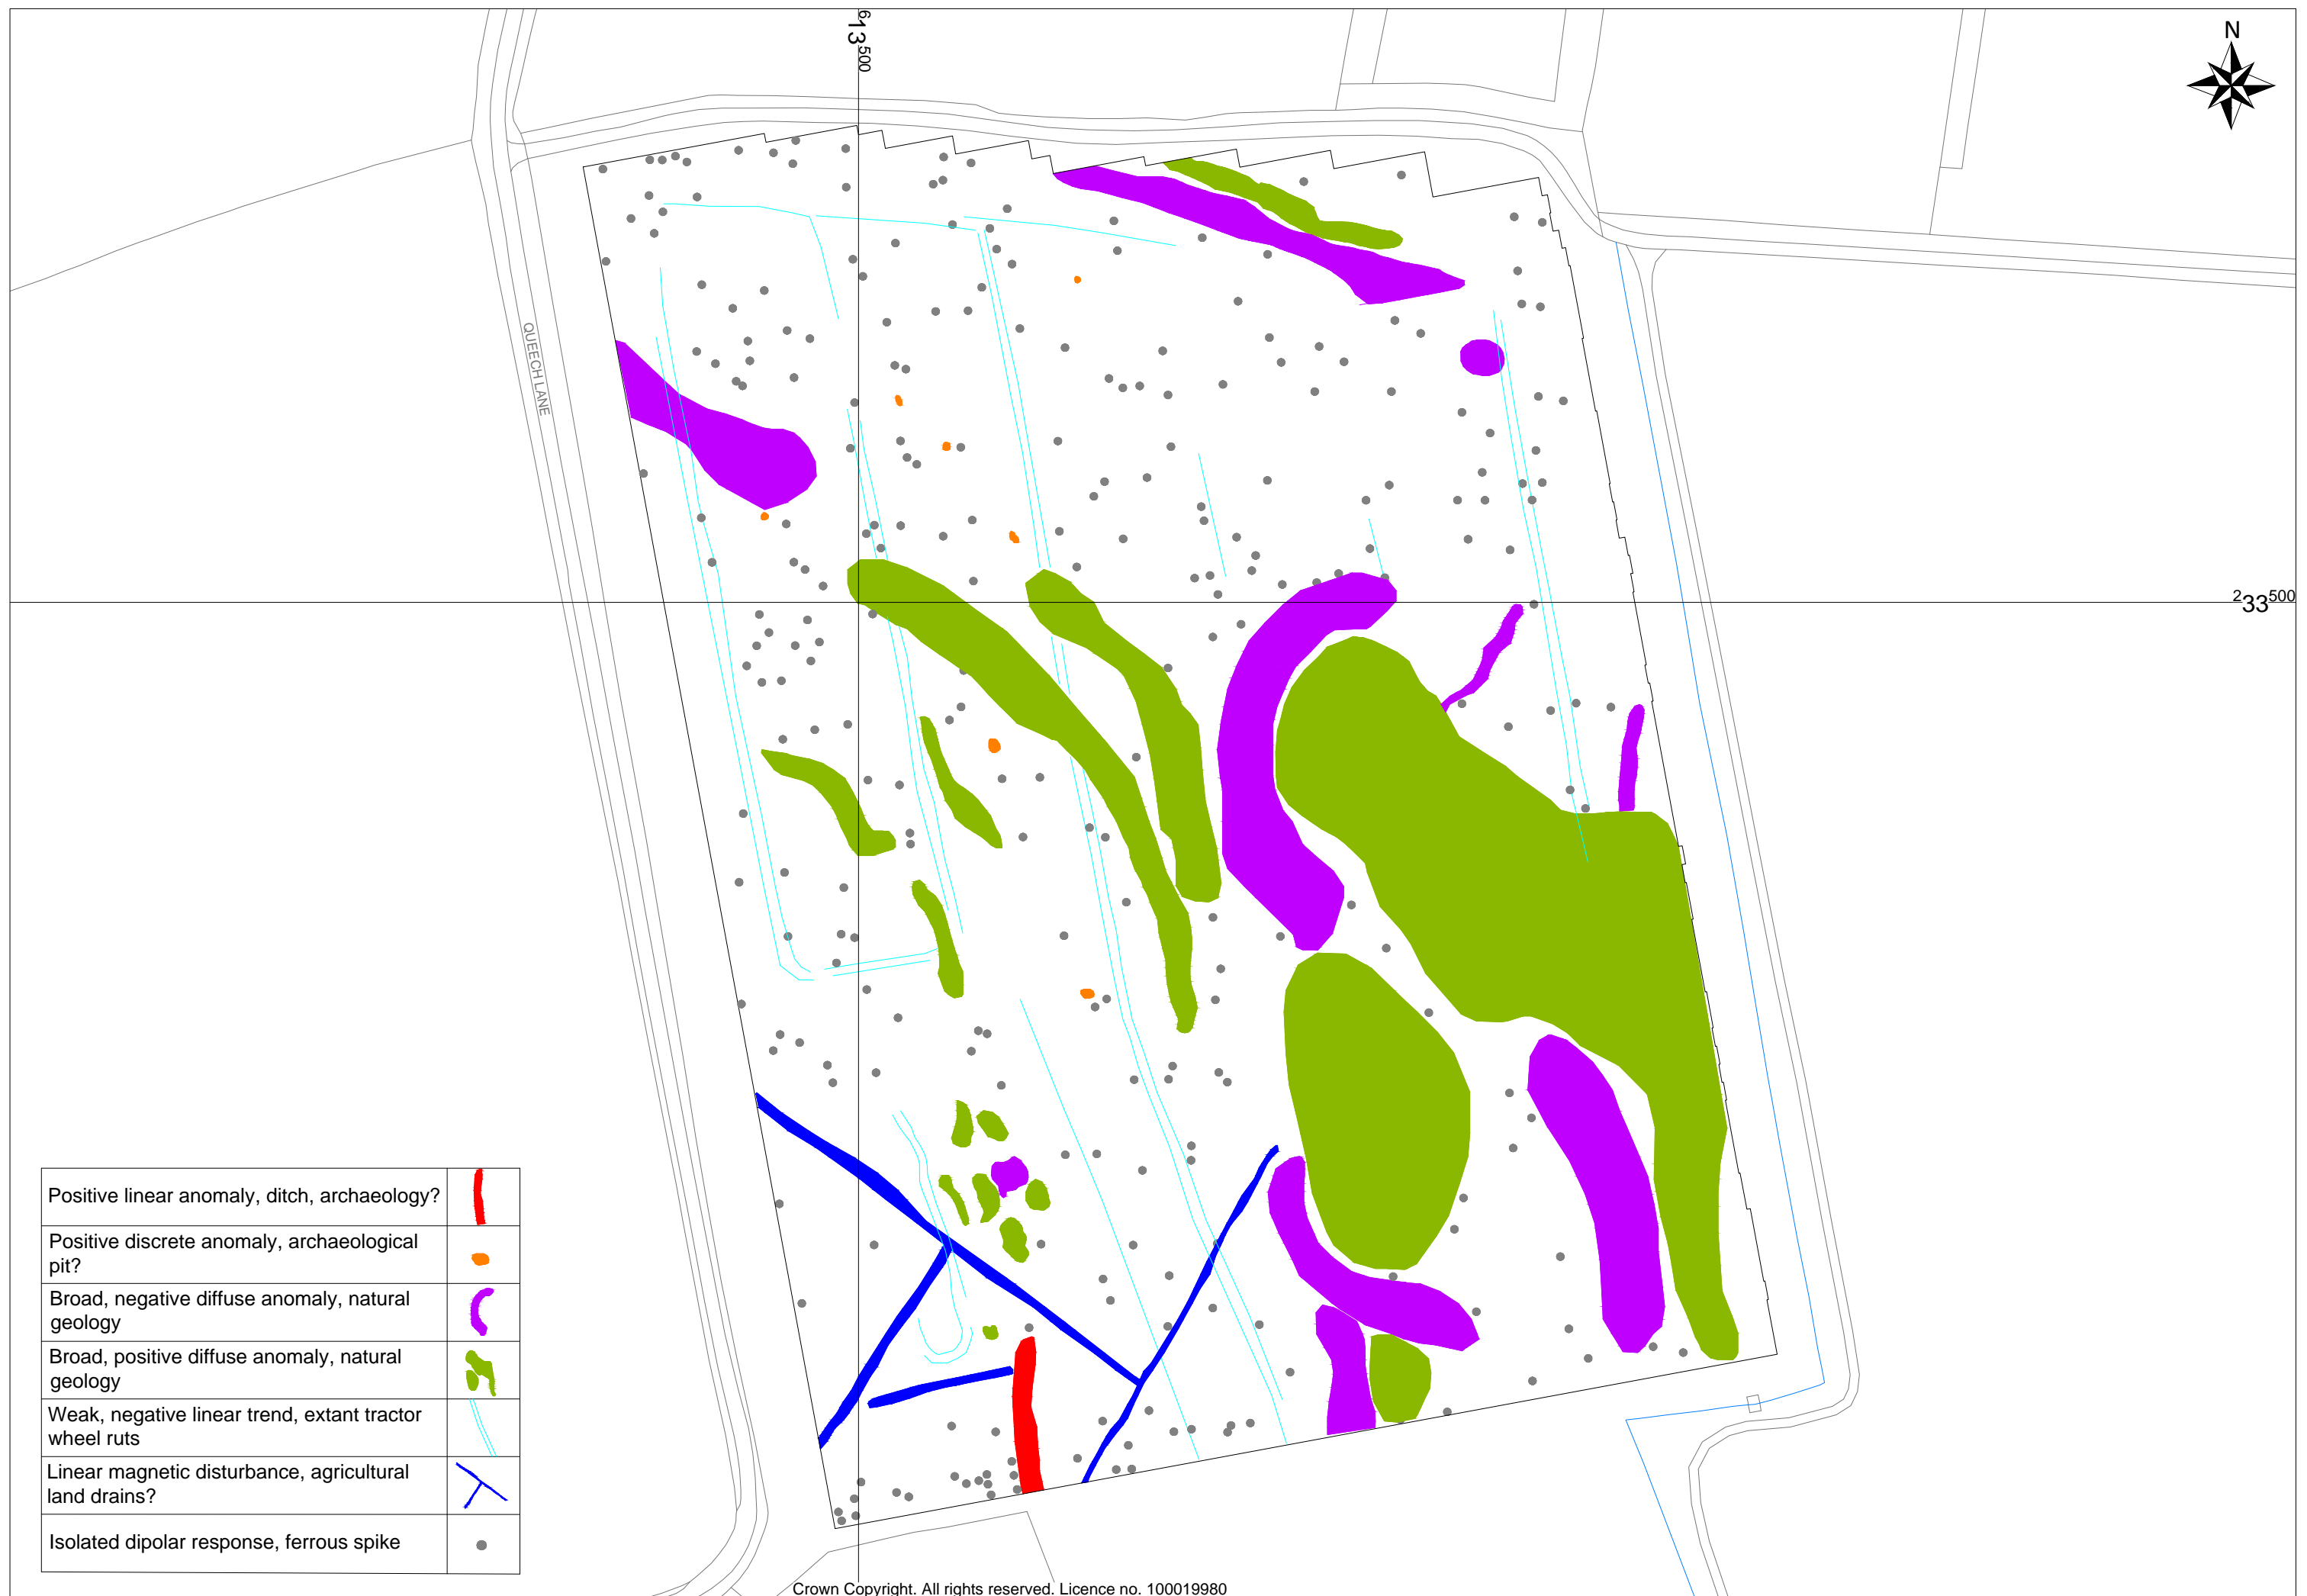 N
613500
QUEECH LANE
233500
Positive linear anomaly, ditch, archaeology?
Positive discrete anomaly, archaeological
pit?
Broad, negative diffuse anomaly, natural
geology
Broad, positive diffuse anomaly, natural
geology
Weak, negative linear trend, extant tractor
wheel ruts
Linear magnetic disturbance, agricultural
land drains?
Isolated dipolar response, ferrous spike
Crown Copyright. All rights reserved. Licence no. 100019980